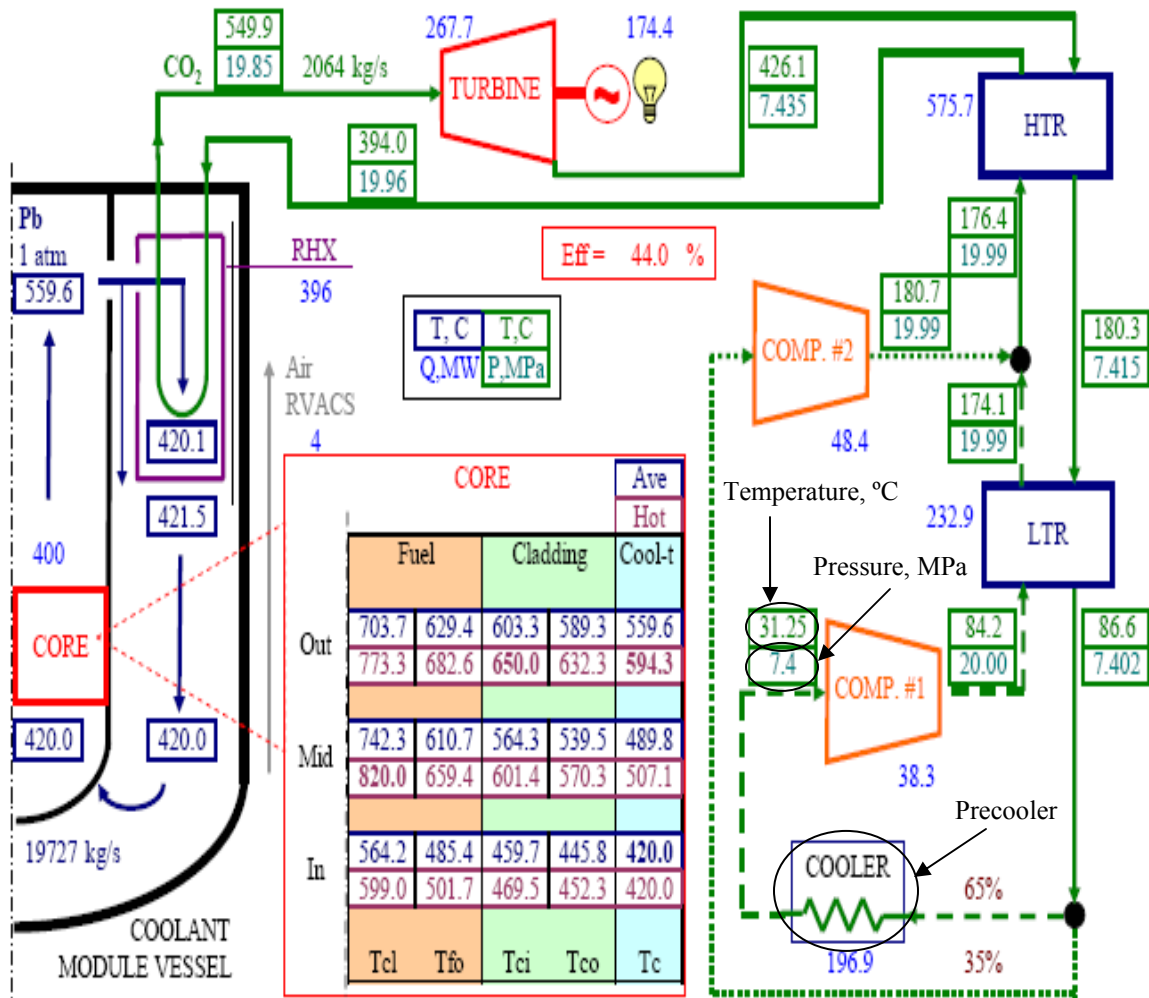 549.9
19.85
CO2
2064 kg/s
267.7
174.4
TURBINE
~
426.1
7.435
575.7
HTR
394.0
19.96
Pb
1 atm
559.6
RHX
396
Eff = 44.0 %
176.4
19.99
180.7
19.99
T, C T,C
Q,MW P,MPa
COMP. #2
180.3
7.415
Air
RVACS
4
420.1
48.4
174.1
19.99
421.5
400
CORE
Temperature, ºC
Pressure, MPa
232.9
LTR
CORE
420.0
420.0
19727 kg/s
COOLANT
MODULE VESSEL
Ave
Hot
Fuel Cladding Cool-t
Out
703.7 629.4 603.3 589.3 559.6
773.3 682.6 650.0 632.3 594.3
Mid
742.3 610.7 564.3 539.5 489.8
820.0 659.4 601.4 570.3 507.1
In
564.2 485.4 459.7 445.8 420.0
599.0 501.7 469.5 452.3 420.0
Tcl Tfo Tci Tco Tc
31.25
7.4
COMP. #1
84.2
20.00
86.6
7.402
38.3
Precooler
COOLER
65%
196.9
35%